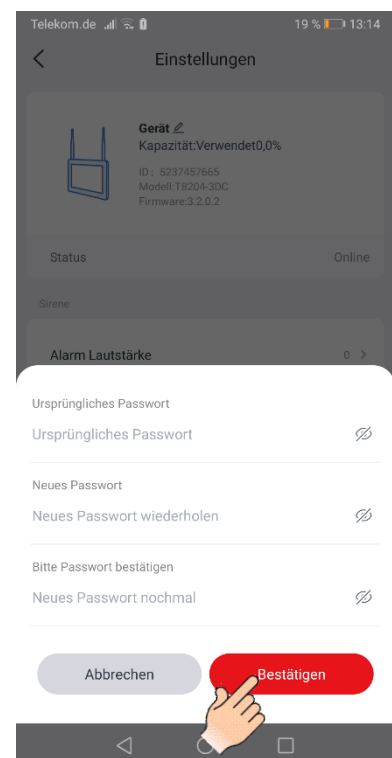 Telekom.de 19 % 13:14
Einstellungen
Gerät
Kapazität:Verwendet0,0%
ID : 5237457665
Modell:T8204-3DC
Firmware:3.2.0.2
Status Online
Sirene
Alarm Lautstärke 0 >
Ursprüngliches Passwort
Ursprüngliches Passwort
Neues Passwort
Neues Passwort wiederholen
Bitte Passwort bestätigen
Neues Passwort nochmal
Abbrechen Bestätigen